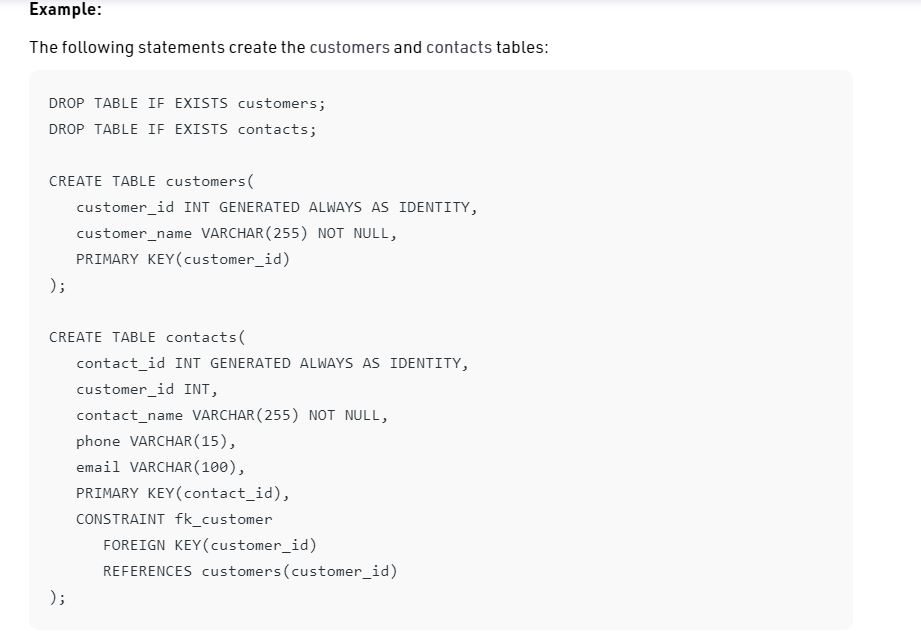 Example:
The following statements create the customers and contacts tables:
DROP TABLE IF EXISTS customers;
DROP TABLE IF EXISTS contacts;
CREATE TABLE customers(
customer_id INT GENERATED ALWAYS AS IDENTITY,
customer_name VARCHAR(255) NOT NULL,
PRIMARY KEY(customer_id)
);
CREATE TABLE contacts(
contact_id INT GENERATED ALWAYS AS IDENTITY,
customer_id INT,
contact_name VARCHAR(255) NOT NULL,
phone VARCHAR(15),
email VARCHAR(100),
PRIMARY KEY(contact_id),
CONSTRAINT fk_customer
FOREIGN KEY(customer_id)
REFERENCES customers(customer_id)
);